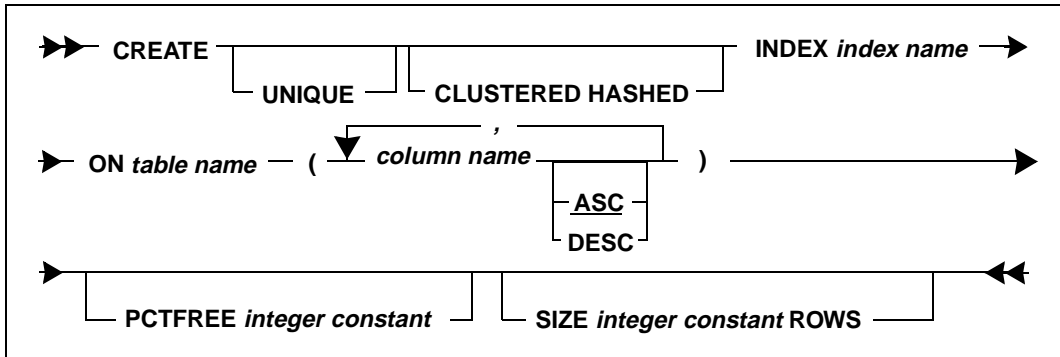 CREATE INDEX index name
UNIQUE CLUSTERED HASHED
,
ON table name ( column name )
ASC
DESC
PCTFREE integer constant SIZE integer constant ROWS